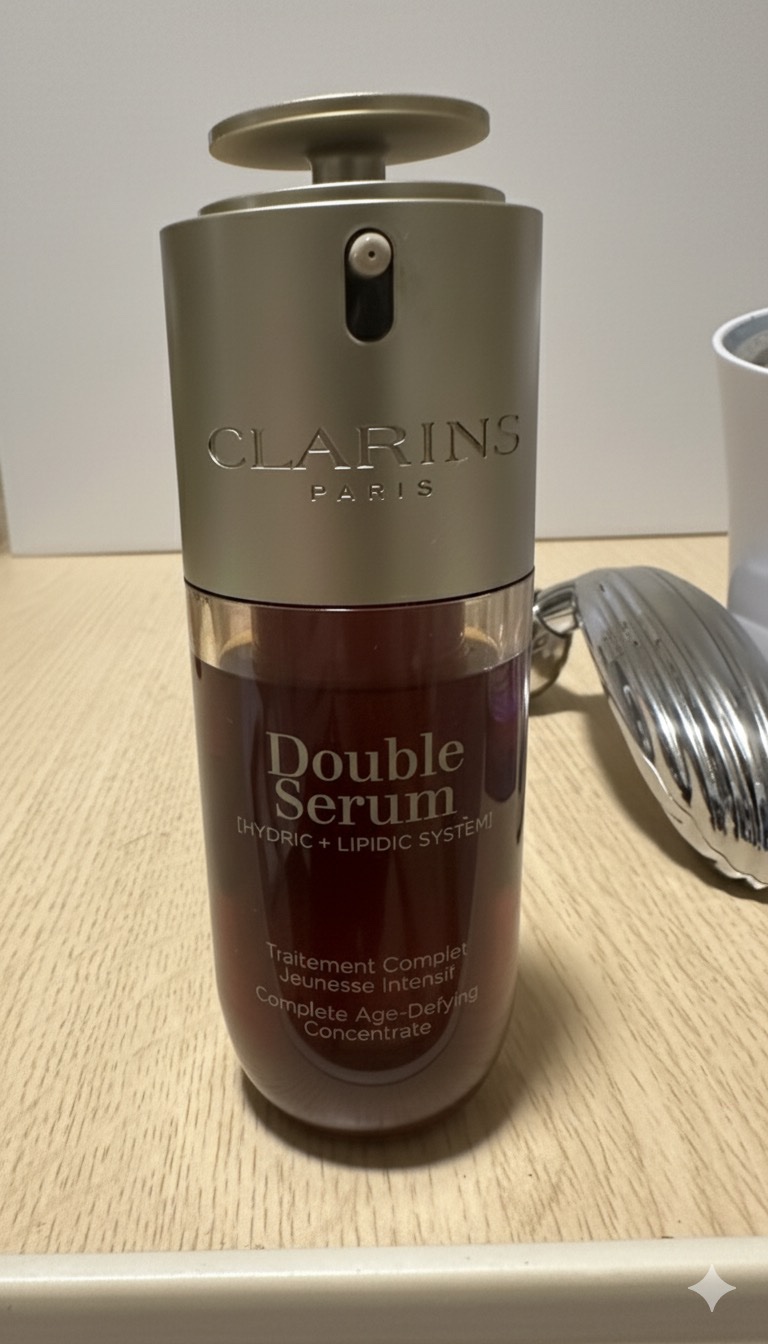 CLARINS
PARIS
Double
Serum
[HYDRIC + LIPIDIC SYSTEM]
Traitement Complet
Jeunesse Intensif
Complete Age-Defying
Concentrate